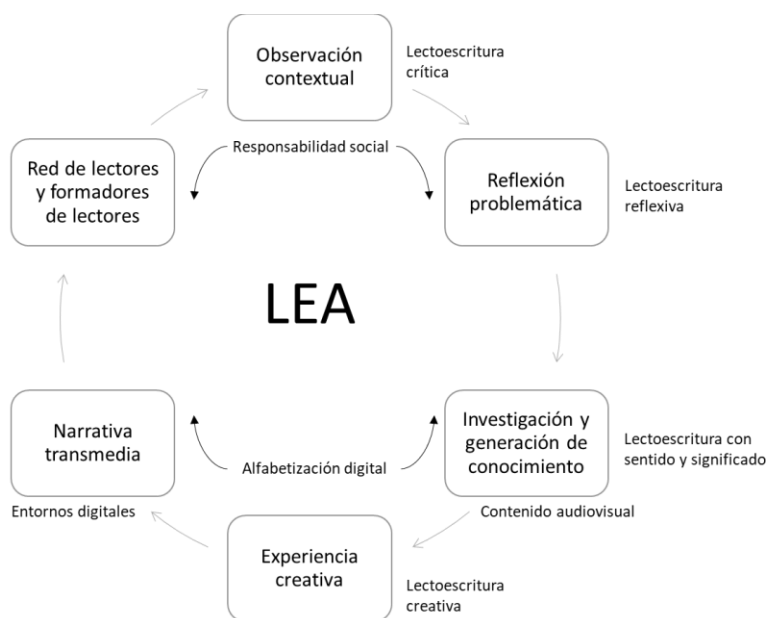 Observación
contextual
Lectoescritura
crítica
Responsabilidad social
Red de lectores
y formadores
de lectores
Reflexión
problemática
Lectoescritura
reflexiva
LEA
Narrativa
transmedia
Investigación y
generación de
conocimiento
Lectoescritura con
sentido y significado
Alfabetización digital
Entornos digitales
Contenido audiovisual
Experiencia
creativa
Lectoescritura
creativa